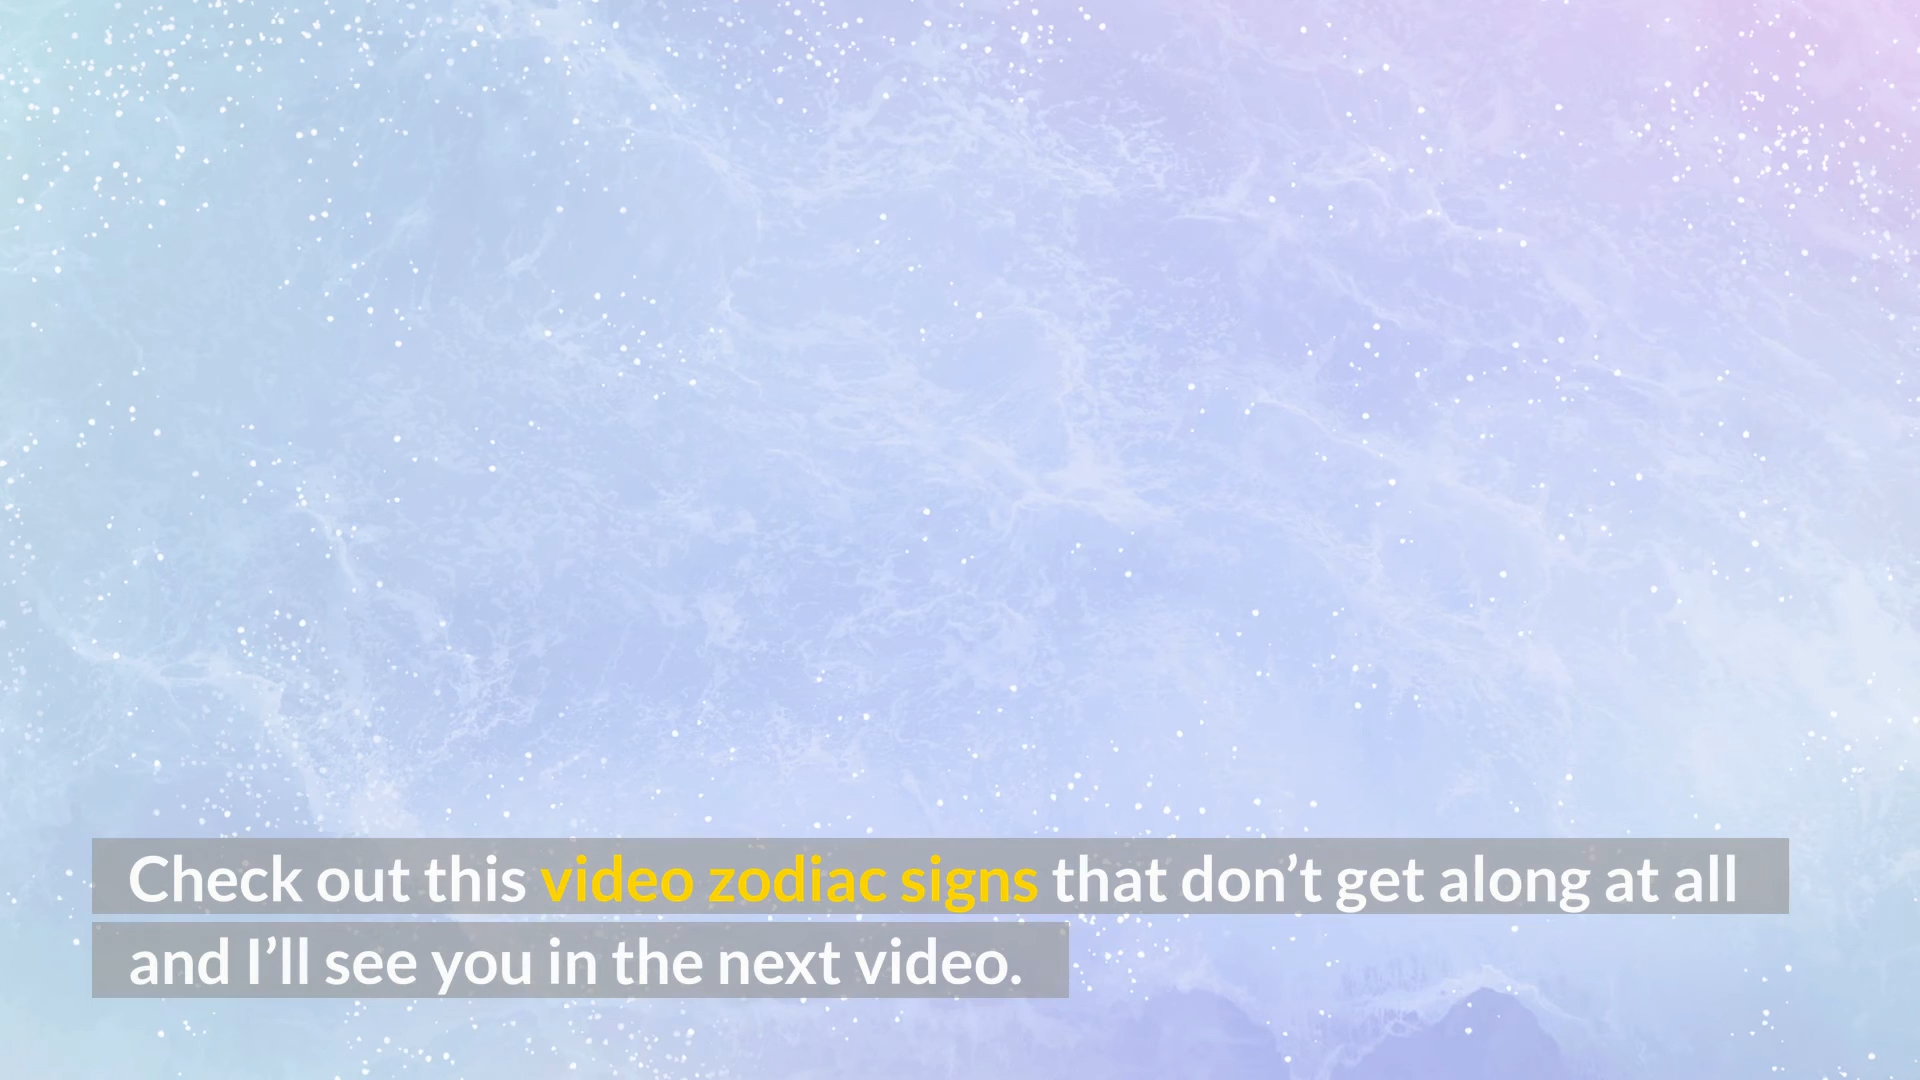 Check out this video zodiac signs that don’t get along at all
and I’ll see you in the next video.